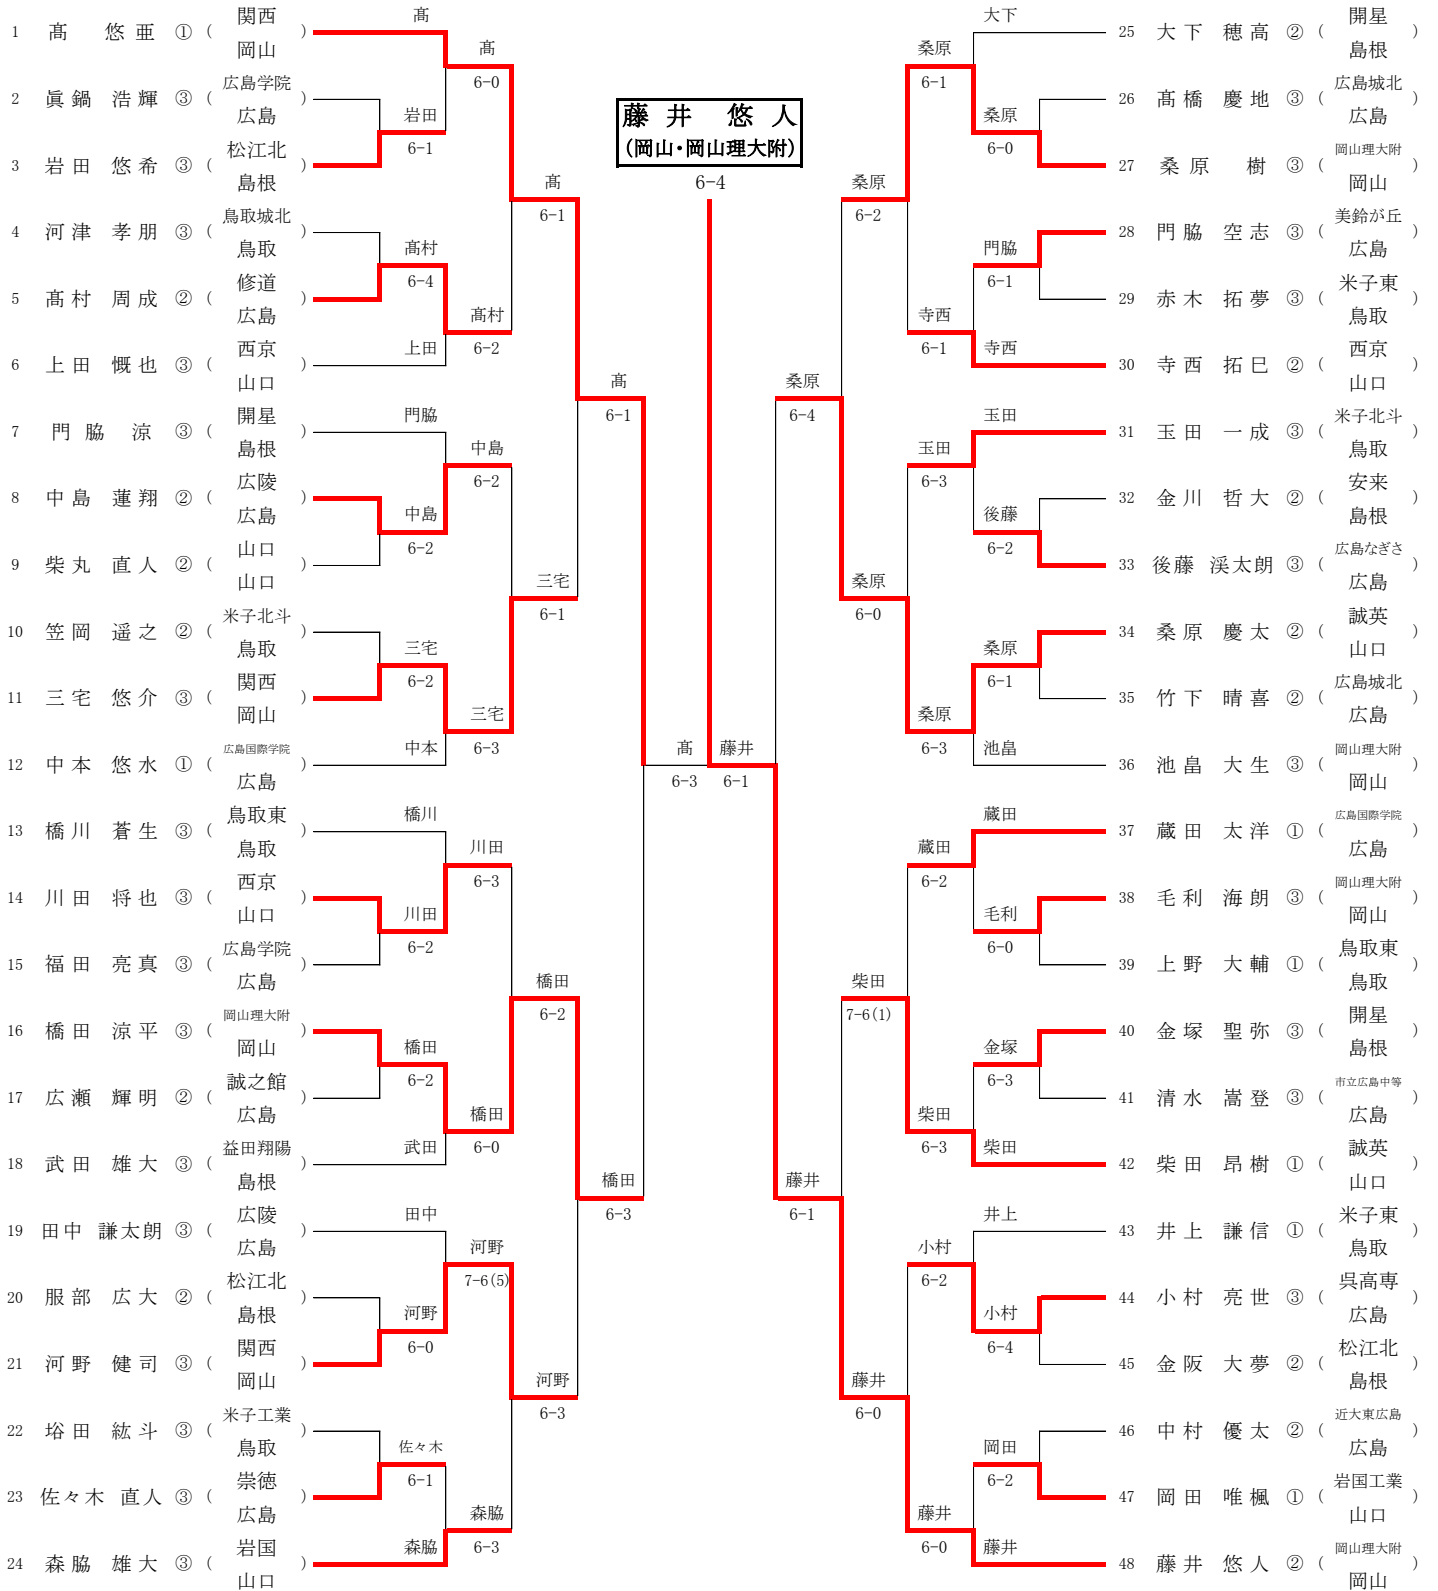 藤井 悠人
(岡山・岡山理大附)
6-4
1 髙 悠亜 ① ( 関西 岡山 )
2 眞鍋 浩輝 ③ ( 広島学院 広島 )
3 岩田 悠希 ③ ( 松江北 島根 )
4 河津 孝朋 ③ ( 鳥取城北 鳥取 )
5 髙村 周成 ② ( 修道 広島 )
6 上田 慨也 ③ ( 西京 山口 )
7 門脇 涼 ③ ( 開星 島根 )
8 中島 蓮翔 ② ( 広陵 広島 )
9 柴丸 直人 ② ( 山口 山口 )
10 笠岡 遥之 ② ( 米子北斗 鳥取 )
11 三宅 悠介 ③ ( 関西 岡山 )
12 中本 悠水 ① ( 広島国際学院 広島 )
13 橋川 蒼生 ③ ( 鳥取東 鳥取 )
14 川田 将也 ③ ( 西京 山口 )
15 福田 亮真 ③ ( 広島学院 広島 )
16 橋田 涼平 ③ ( 岡山理大附 岡山 )
17 広瀬 輝明 ② ( 誠之館 広島 )
18 武田 雄大 ③ ( 益田翔陽 島根 )
19 田中 謙太朗 ③ ( 広陵 広島 )
20 服部 広大 ② ( 松江北 島根 )
21 河野 健司 ③ ( 関西 岡山 )
22 塔田 紘斗 ③ ( 米子工業 鳥取 )
23 佐々木 直人 ③ ( 崇徳 広島 )
24 森脇 雄大 ③ ( 岩国 山口 )
髙
岩田
6-1
髙
6-0
髙村
6-4
上田
髙村
6-2
髙
6-1
門脇
中島
6-2
中島
6-2
三宅
6-2
中本
三宅
6-3
三宅
6-1
髙
6-1
橋川
川田
6-2
川田
6-3
橋田
6-2
武田
橋田
6-0
橋田
6-2
田中
河野
6-0
河野
7-6(5)
佐々木
6-1
森脇
森脇
6-3
河野
6-3
橋田
6-3
髙
6-3
藤井
6-1
桑原
6-4
桑原
6-2
桑原
6-1
大下
桑原
6-0
門脇
6-1
寺西
6-1
寺西
桑原
6-0
玉田
6-3
玉田
後藤
6-2
桑原
6-1
桑原
6-3
池畠
藤井
6-1
柴田
7-6(1)
蔵田
6-2
蔵田
毛利
6-0
金塚
6-3
柴田
6-3
柴田
藤井
6-0
小村
6-2
井上
小村
6-4
岡田
6-2
藤井
6-0
藤井
25 大下 穂高 ② ( 開星 島根 )
26 髙橋 慶地 ③ ( 広島城北 広島 )
27 桑原 樹 ③ ( 岡山理大附 岡山 )
28 門脇 空志 ③ ( 美鈴が丘 広島 )
29 赤木 拓夢 ③ ( 米子東 鳥取 )
30 寺西 拓巳 ② ( 西京 山口 )
31 玉田 一成 ③ ( 米子北斗 鳥取 )
32 金川 哲大 ② ( 安来 島根 )
33 後藤 渓太朗 ③ ( 広島なぎさ 広島 )
34 桑原 慶太 ② ( 誠英 山口 )
35 竹下 晴喜 ② ( 広島城北 広島 )
36 池畠 大生 ③ ( 岡山理大附 岡山 )
37 蔵田 太洋 ① ( 広島国際学院 広島 )
38 毛利 海朗 ③ ( 岡山理大附 岡山 )
39 上野 大輔 ① ( 鳥取東 鳥取 )
40 金塚 聖弥 ③ ( 開星 島根 )
41 清水 嵩登 ③ ( 市立広島中等 広島 )
42 柴田 昂樹 ① ( 誠英 山口 )
43 井上 謙信 ① ( 米子東 鳥取 )
44 小村 亮世 ③ ( 呉高専 広島 )
45 金阪 大夢 ② ( 松江北 島根 )
46 中村 優太 ② ( 近大東広島 広島 )
47 岡田 唯楓 ① ( 岩国工業 山口 )
48 藤井 悠人 ② ( 岡山理大附 岡山 )